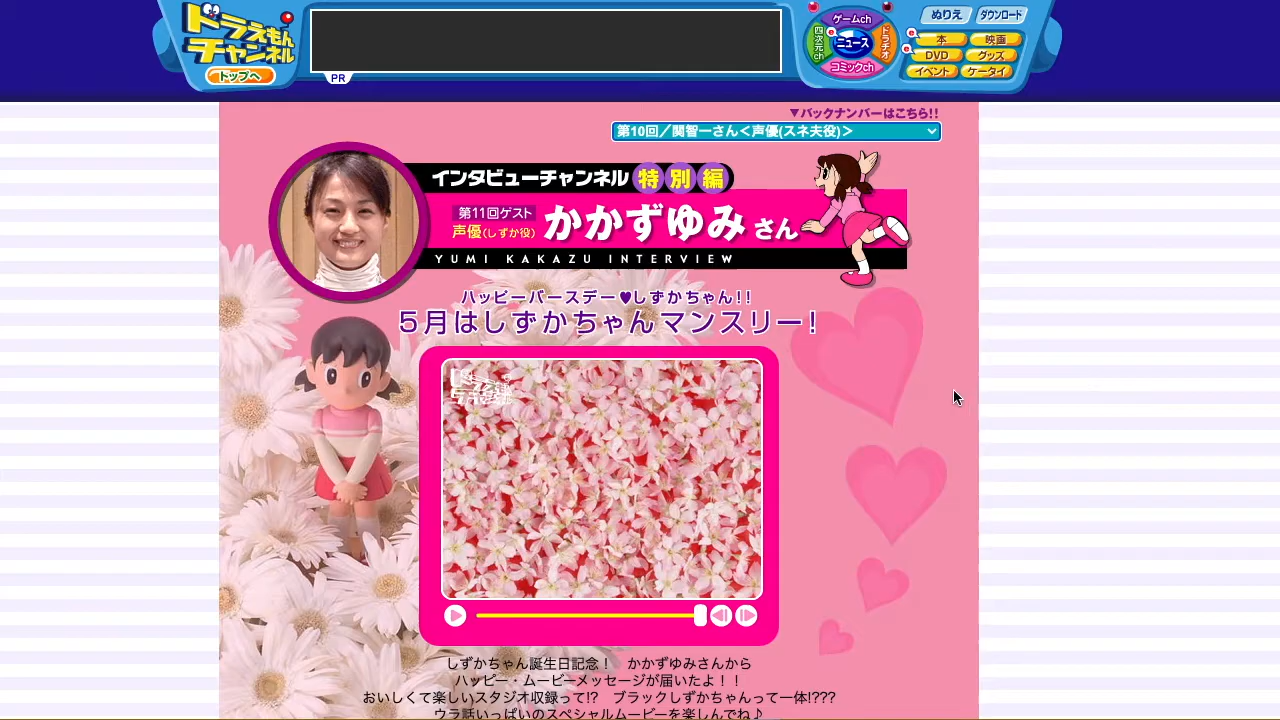 ドラえもん
チャンネル
トップへ
PR
ゲームch
四次元ch
ニュース
ドラチオ
コミックch
ぬりえ
ダウンロード
本
映画
DVD
グッズ
イベント
ケータイ
▼バックナンバーはこちら!!
第10回／関智一さん＜声優(スネ夫役)＞
インタビューチャンネル 特別編
第11回ゲスト
声優(しずか役)
かかずゆみ さん
YUMI KAKAZU INTERVIEW
ハッピーバースデー♥しずかちゃん!!
５月はしずかちゃんマンスリー！
ドラえもん
チャンネル
しずかちゃん誕生日記念！　かかずゆみさんから
ハッピー・ムービーメッセージが届いたよ！！
おいしくて楽しいスタジオ収録って!?　ブラックしずかちゃんって一体!???
ウラ話いっぱいのスペシャルムービーを楽しんでね♪